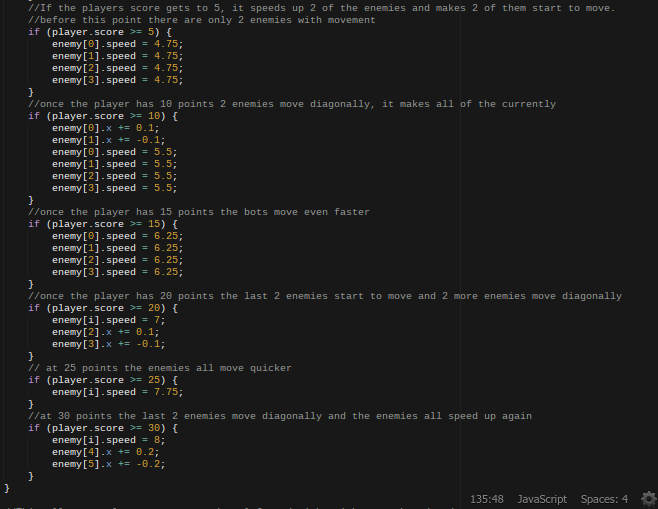 //If the players score gets to 5, it speeds up 2 of the enemies and makes 2 of them start to move.
//before this point there are only 2 enemies with movement
if (player.score >= 5) {
enemy[0].speed = 4.75;
enemy[1].speed = 4.75;
enemy[2].speed = 4.75;
enemy[3].speed = 4.75;
}
//once the player has 10 points 2 enemies move diagonally, it makes all of the currently
if (player.score >= 10) {
enemy[0].x += 0.1;
enemy[1].x += -0.1;
enemy[0].speed = 5.5;
enemy[1].speed = 5.5;
enemy[2].speed = 5.5;
enemy[3].speed = 5.5;
}
//once the player has 15 points the bots move even faster
if (player.score >= 15) {
enemy[0].speed = 6.25;
enemy[1].speed = 6.25;
enemy[2].speed = 6.25;
enemy[3].speed = 6.25;
}
//once the player has 20 points the last 2 enemies start to move and 2 more enemies move diagonally
if (player.score >= 20) {
enemy[i].speed = 7;
enemy[2].x += 0.1;
enemy[3].x += -0.1;
}
// at 25 points the enemies all move quicker
if (player.score >= 25) {
enemy[i].speed = 7.75;
}
//at 30 points the last 2 enemies move diagonally and the enemies all speed up again
if (player.score >= 30) {
enemy[i].speed = 8;
enemy[4].x += 0.2;
enemy[5].x += -0.2;
}
}
135:48 JavaScript Spaces: 4